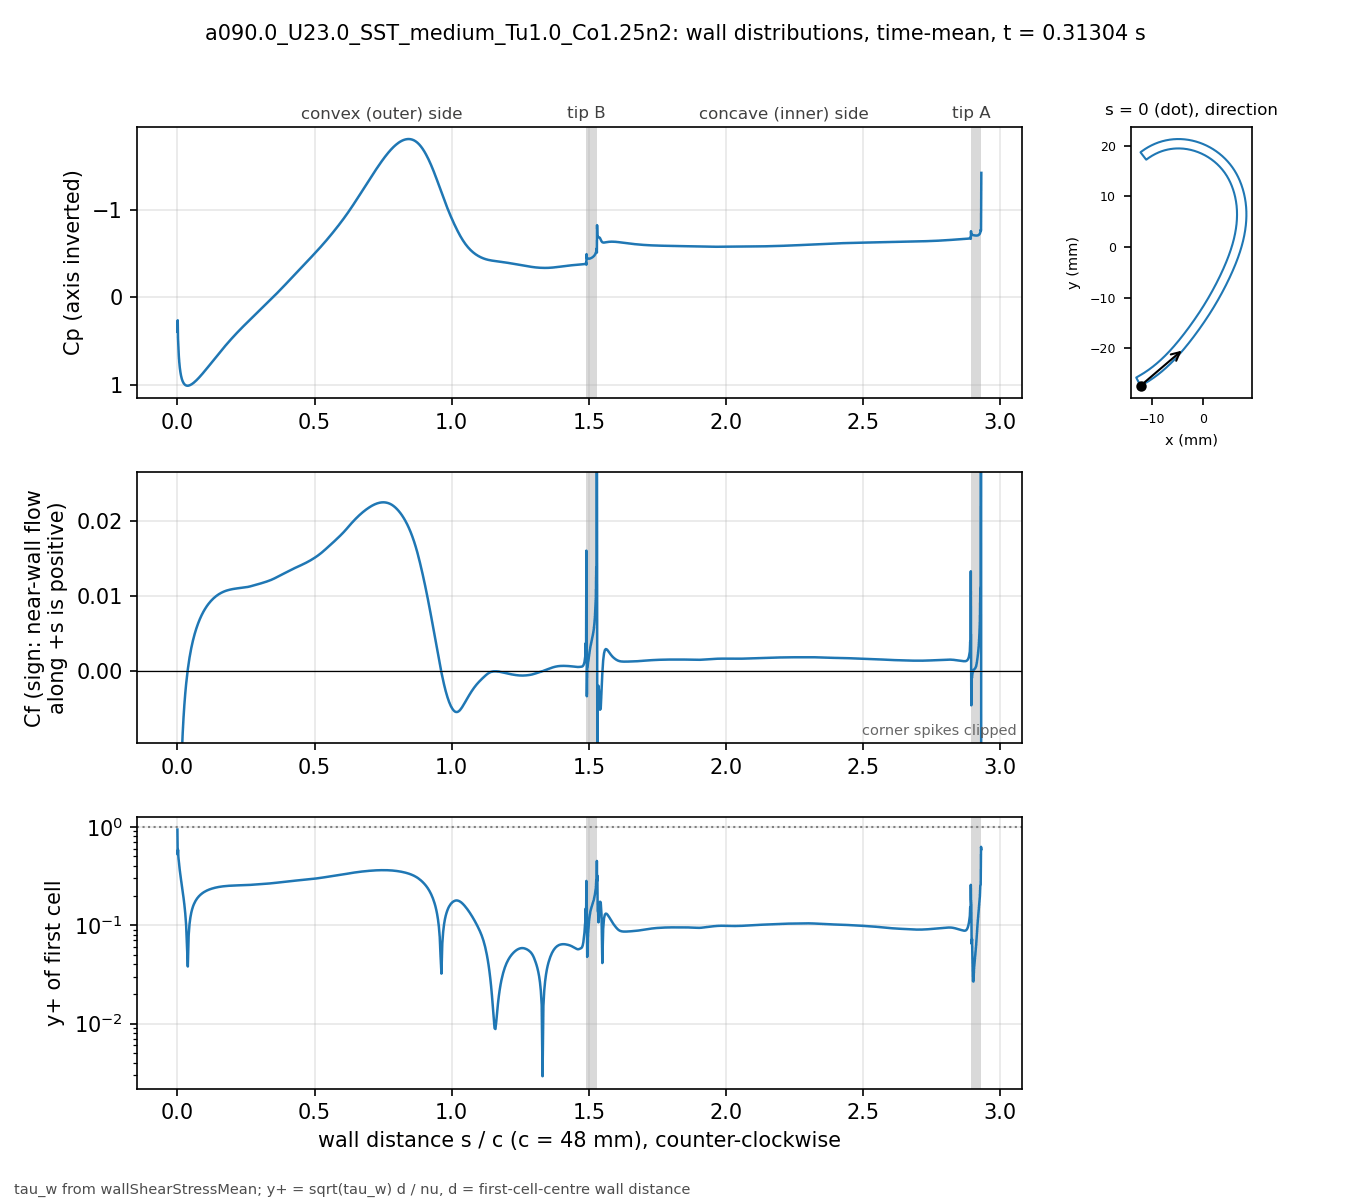 a090.0_U23.0_SST_medium_Tu1.0_Co1.25n2: wall distributions, time-mean, t = 0.31304 s
convex (outer) side
tip B
concave (inner) side
tip A
Cp (axis inverted)
−1
0
1
0.0
0.5
1.0
1.5
2.0
2.5
3.0
s = 0 (dot), direction
y (mm)
20
10
0
−10
−20
−10
0
x (mm)
Cf (sign: near-wall flow
along +s is positive)
0.02
0.01
0.00
corner spikes clipped
0.0
0.5
1.0
1.5
2.0
2.5
3.0
y+ of first cell
10⁰
10⁻¹
10⁻²
0.0
0.5
1.0
1.5
2.0
2.5
3.0
wall distance s / c (c = 48 mm), counter-clockwise
tau_w from wallShearStressMean; y+ = sqrt(tau_w) d / nu, d = first-cell-centre wall distance